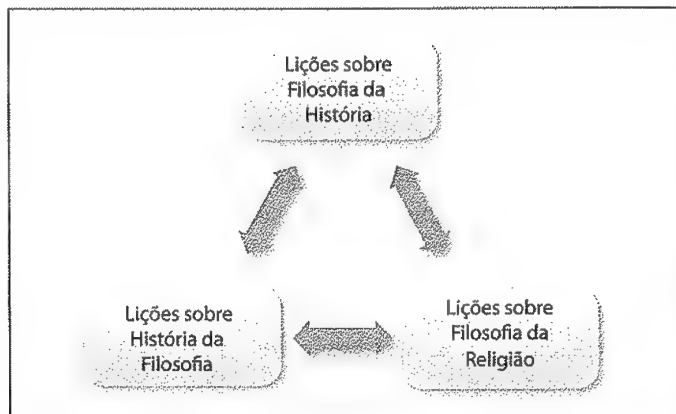 Lições sobre
Filosofia da
História
Lições sobre
História da
Filosofia
Lições sobre
Filosofia da
Religião